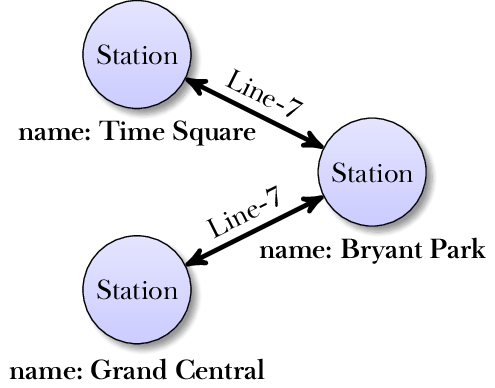 Station
Line-7
name: Time Square
Station
Line-7
name: Bryant Park
Station
name: Grand Central